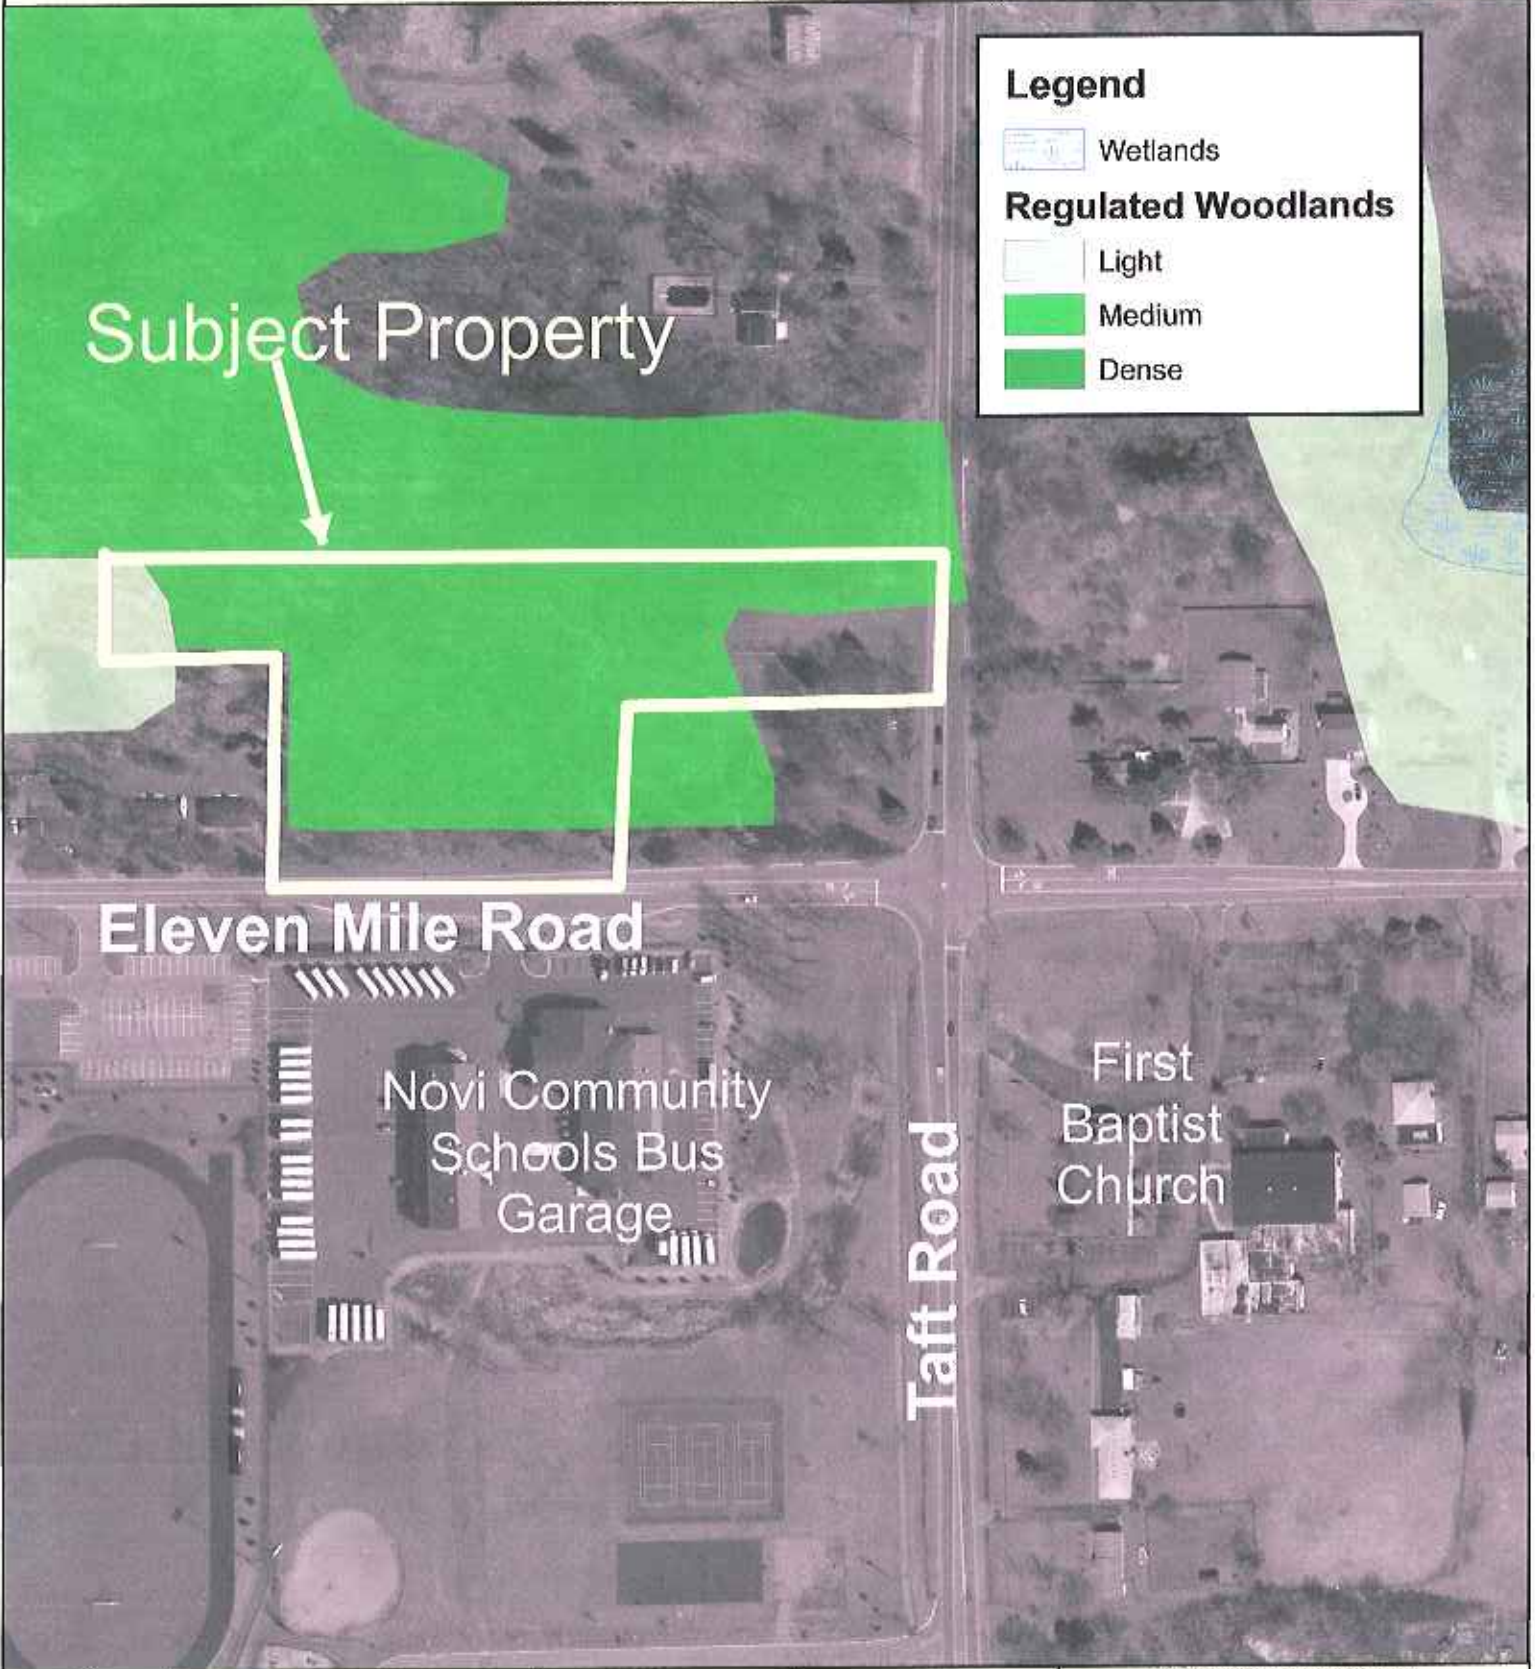 Legend
Wetlands
Regulated Woodlands
Light
Medium
Dense
Subject Property
Eleven Mile Road
Novi Community
Schools Bus
Garage
First
Baptist
Church
Taft Road